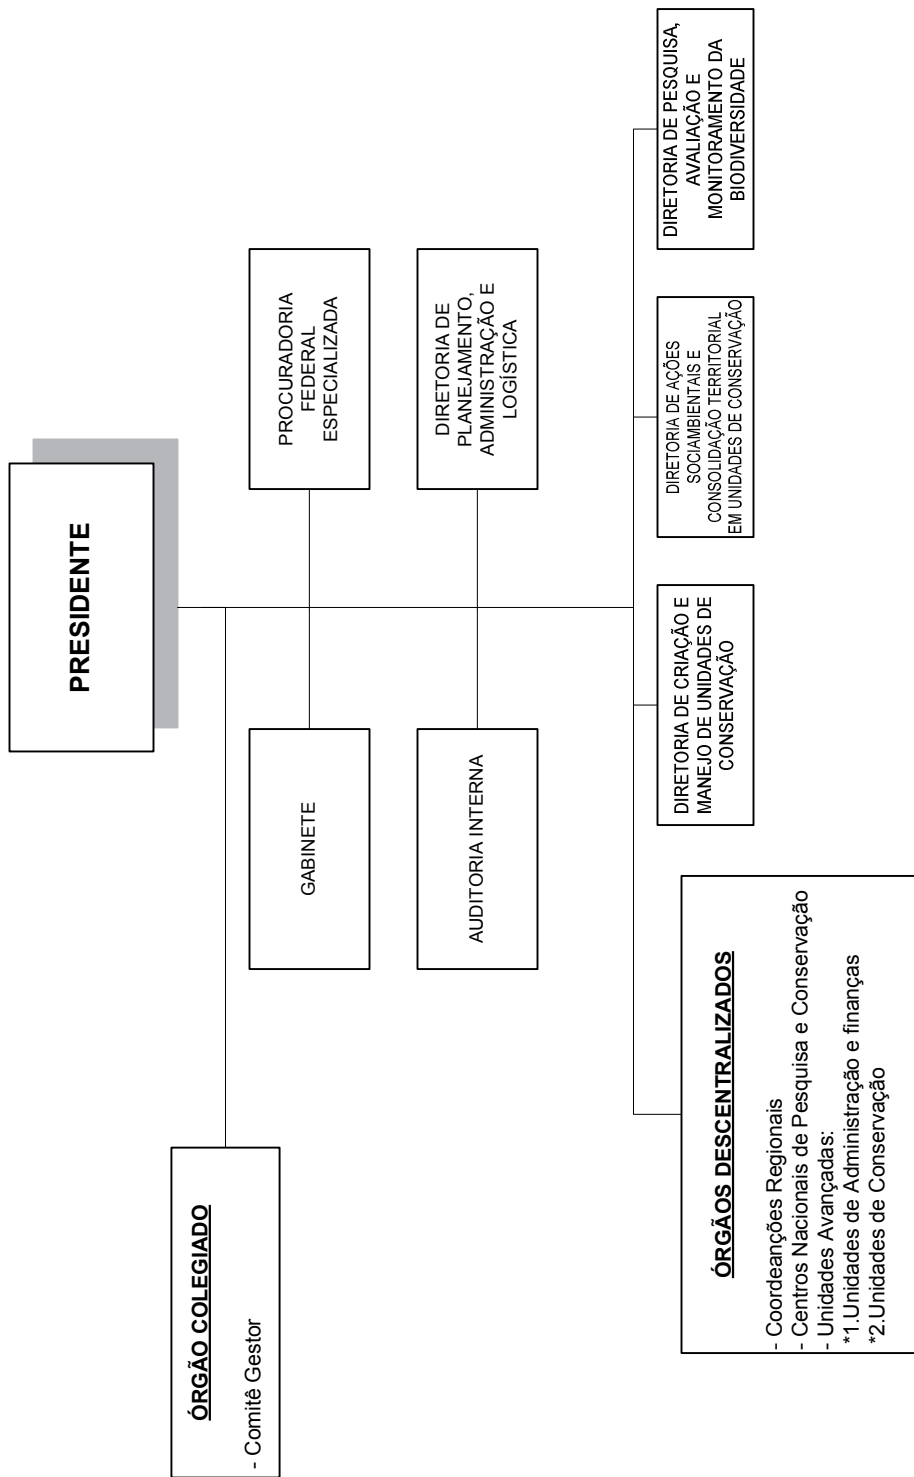 PRESIDENTE
ÓRGÃO COLEGIADO
- Comitê Gestor
GABINETE
PROCURADORIA
FEDERAL
ESPECIALIZADA
AUDITORIA INTERNA
DIRETORIA DE
PLANEJAMENTO,
ADMINISTRAÇÃO E
LOGÍSTICA
ÓRGÃOS DESCENTRALIZADOS
- Coordeanções Regionais
- Centros Nacionais de Pesquisa e Conservação
- Unidades Avançadas:
*1.Unidades de Administração e finanças
*2.Unidades de Conservação
DIRETORIA DE CRIAÇÃO E
MANEJO DE UNIDADES DE
CONSERVAÇÃO
DIRETORIA DE AÇÕES
SOCIAMBIENTAIS E
CONSOLIDAÇÃO TERRITORIAL
EM UNIDADES DE CONSERVAÇÃO
DIRETORIA DE PESQUISA,
AVALIAÇÃO E
MONITORAMENTO DA
BIODIVERSIDADE